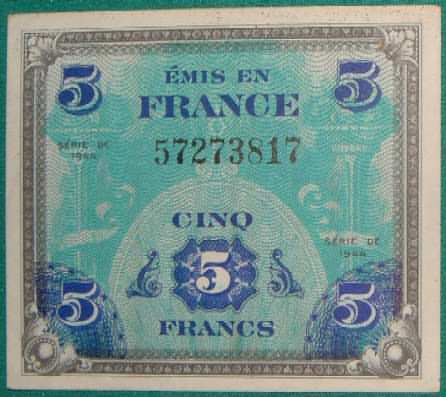 5 5
ÉMIS EN
FRANCE
SÉRIE DE
1944
57273817
CINQ
5
SÉRIE DE
1944
5 5
FRANCS